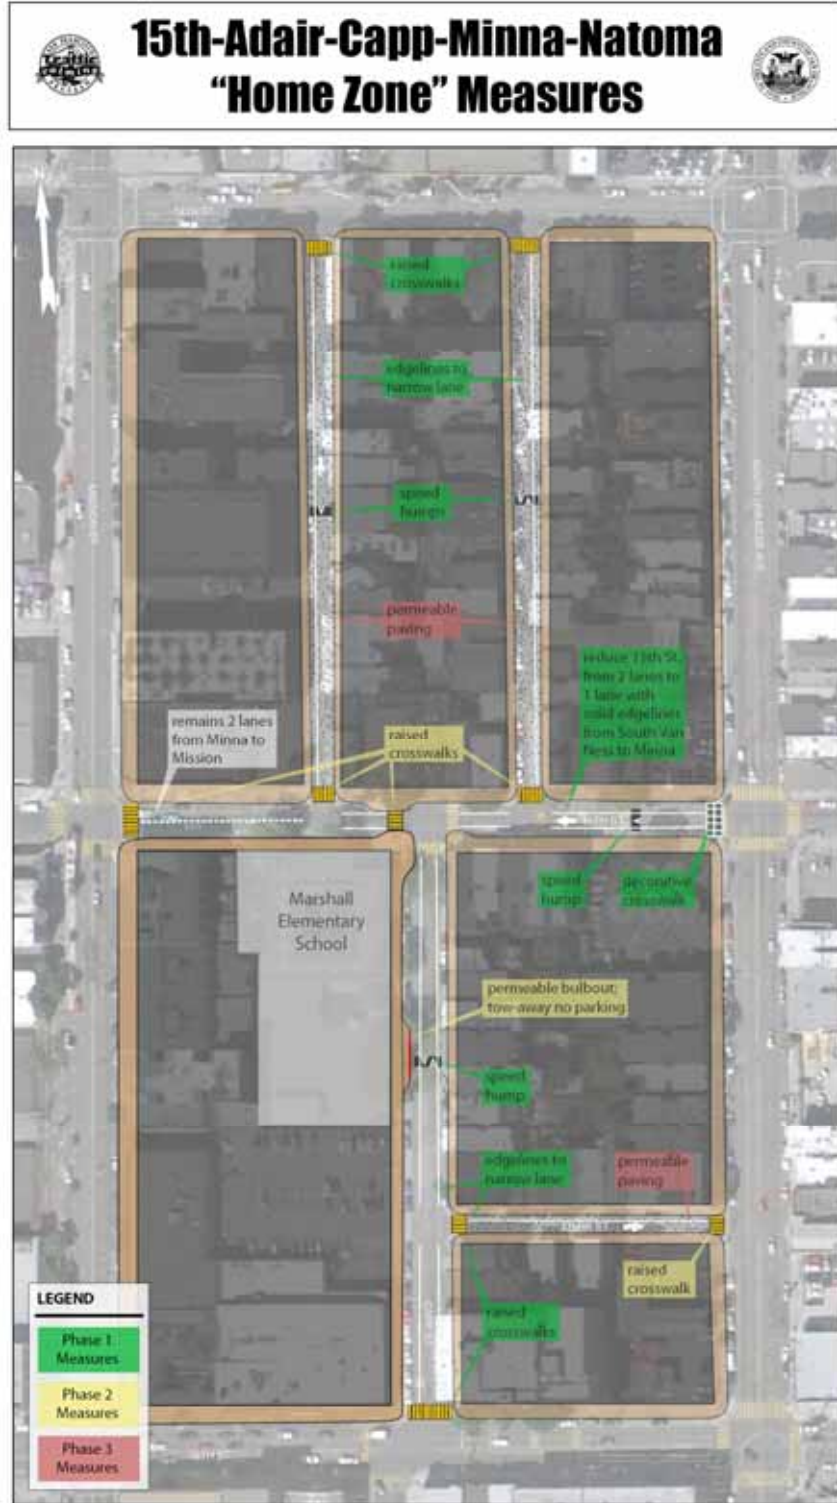 15th-Adair-Capp-Minna-Natoma
“Home Zone” Measures
Traffic
Calming
N
raised
crosswalks
edgelines to
narrow lane
speed
humps
permeable
paving
reduce 15th St.
from 2 lanes to
1 lane with
solid edgelines
from South Van
Ness to Minna
remains 2 lanes
from Minna to
Mission
raised
crosswalks
speed
hump
decorative
crosswalk
Marshall
Elementary
School
permeable bulbout;
tow-away no parking
speed
hump
edgelines to
narrow lane
permeable
paving
raised
crosswalk
raised
crosswalks
LEGEND
Phase 1
Measures
Phase 2
Measures
Phase 3
Measures